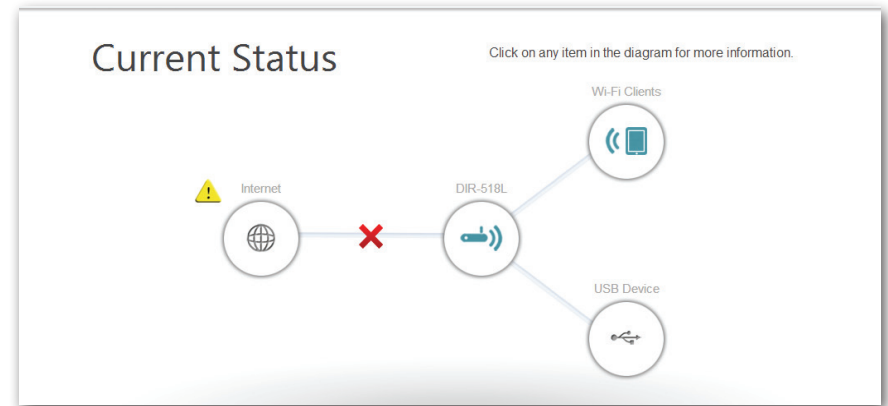 Current Status
Click on any item in the diagram for more information.
Wi-Fi Clients
Internet
DIR-518L
USB Device